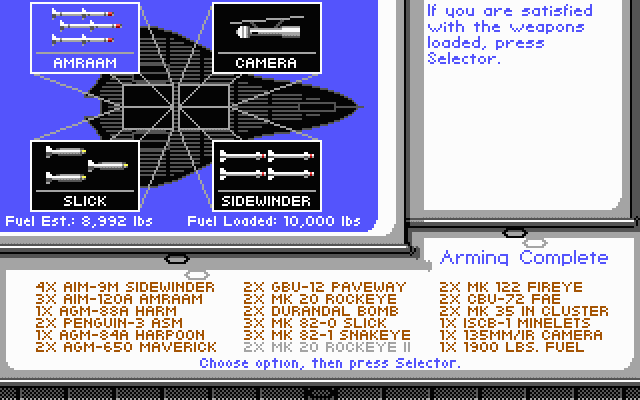 AMRAAM
CAMERA
SLICK
SIDEWINDER
Fuel Est.: 8,992 lbs
Fuel Loaded: 10,000 lbs
If you are satisfied
with the weapons
loaded, press
Selector.
Arming Complete
4X AIM-9M SIDEWINDER
3X AIM-120A AMRAAM
1X AGM-88A HARM
2X PENGUIN-3 ASM
1X AGM-84A HARPOON
2X AGM-65D MAVERICK
2X GBU-12 PAVEWAY
2X MK 20 ROCKEYE
2X DURANDAL BOMB
3X MK 82-0 SLICK
3X MK 82-1 SNAKEYE
2X MK 20 ROCKEYE II
2X MK 122 FIREYE
2X CBU-72 FAE
2X MK 35 IN CLUSTER
1X ISCB-1 MINELETS
1X 135MM/IR CAMERA
1X 1900 LBS. FUEL
Choose option, then press Selector.